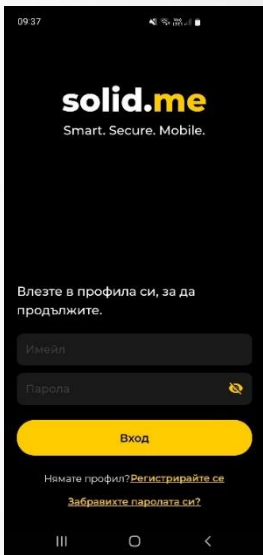 09:37
solid.me
Smart. Secure. Mobile.
Влезте в профила си, за да
продължите.
Имейл
Парола
Вход
Нямате профил?Регистрирайте се
Забравихте паролата си?